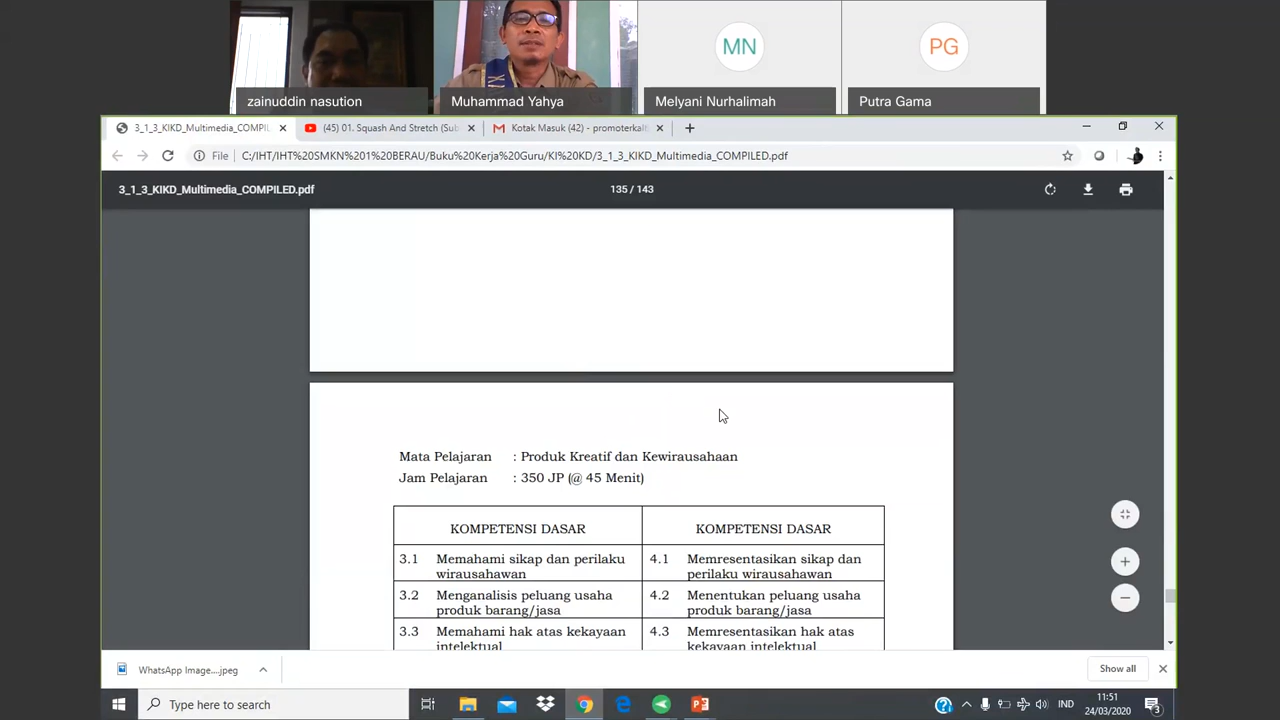 MN
PG
zainuddin nasution
Muhammad Yahya
Melyani Nurhalimah
Putra Gama
3_1_3_KIKD_Multimedia_COMPIL
(45) 01. Squash And Stretch (Sub
Kotak Masuk (42) - promoterkalt
File
C:/IHT/IHT%20SMKN%201%20BERAU/Buku%20Kerja%20Guru/KI%20KD/3_1_3_KIKD_Multimedia_COMPILED.pdf
3_1_3_KIKD_Multimedia_COMPILED.pdf
135 / 143
Mata Pelajaran : Produk Kreatif dan Kewirausahaan
Jam Pelajaran : 350 JP (@ 45 Menit)
KOMPETENSI DASAR
KOMPETENSI DASAR
3.1 Memahami sikap dan perilaku
wirausahawan
4.1 Memresentasikan sikap dan
perilaku wirausahawan
3.2 Menganalisis peluang usaha
produk barang/jasa
4.2 Menentukan peluang usaha
produk barang/jasa
3.3 Memahami hak atas kekayaan
intelektual
4.3 Memresentasikan hak atas
kekayaan intelektual
WhatsApp Image....jpeg
Show all
Type here to search
IND
11:51
24/03/2020
3